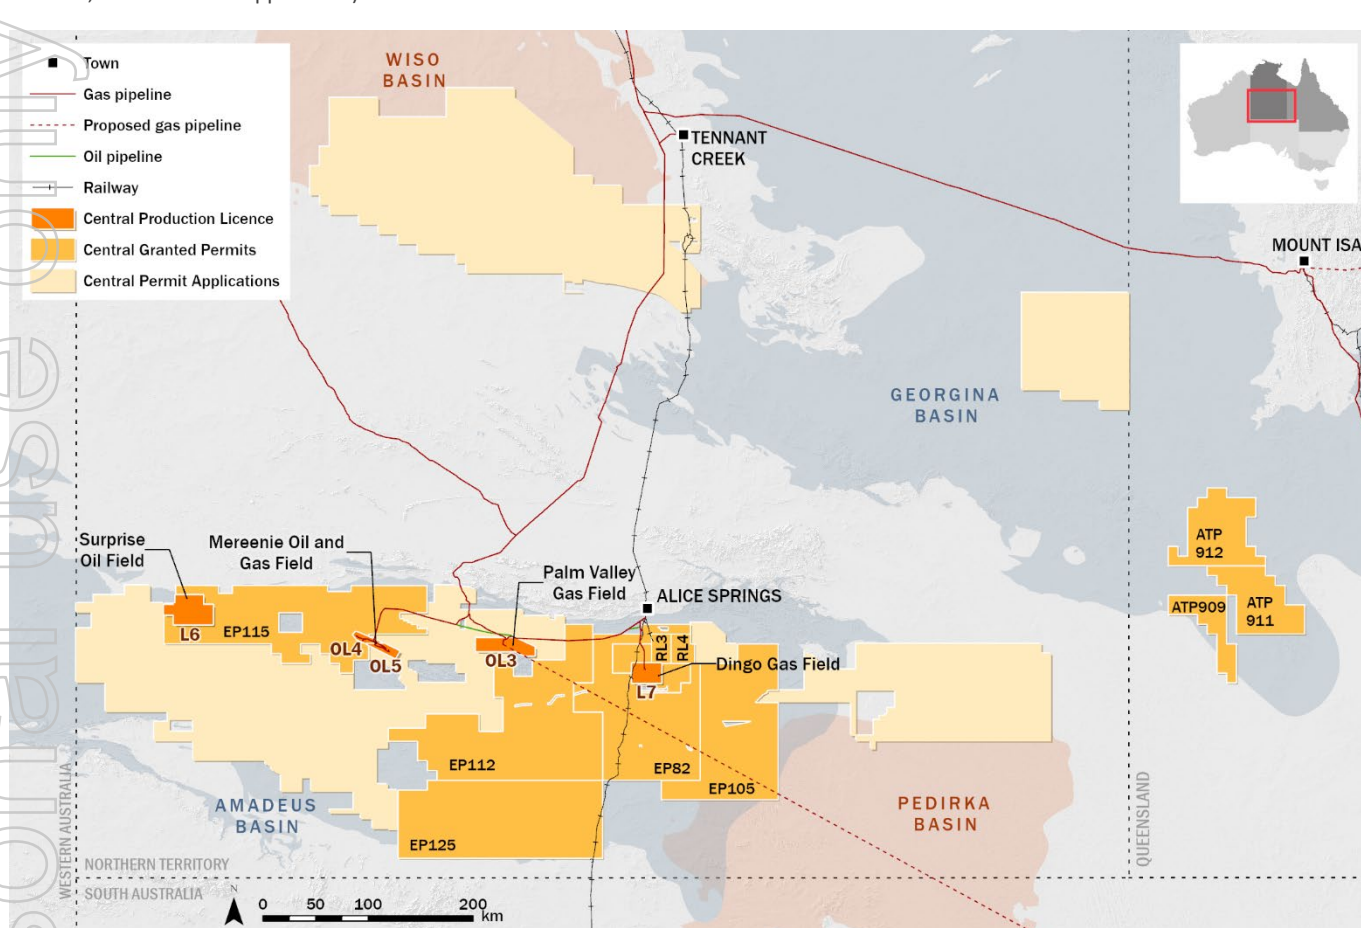 Town
Gas pipeline
Proposed gas pipeline
Oil pipeline
Railway
Central Production Licence
Central Granted Permits
Central Permit Applications
WISO
BASIN
TENNANT
CREEK
MOUNT ISA
GEORGINA
BASIN
Surprise
Oil Field
Mereenie Oil and
Gas Field
Palm Valley
Gas Field
ALICE SPRINGS
ATP
912
ATP909
ATP
911
L6
EP115
OL4
OL5
OL3
RL3
RL4
Dingo Gas Field
L7
EP112
EP82
EP105
EP125
AMADEUS
BASIN
PEDIRKA
BASIN
WESTERN AUSTRALIA
QUEENSLAND
NORTHERN TERRITORY
SOUTH AUSTRALIA
N
0 50 100 200
km